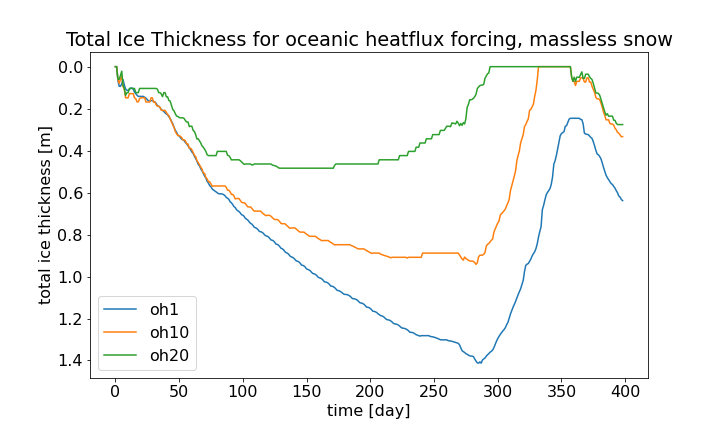 Total Ice Thickness for oceanic heatflux forcing, massless snow
total ice thickness [m]
0.0
0.2
0.4
0.6
0.8
1.0
1.2
1.4
oh1
oh10
oh20
0 50 100 150 200 250 300 350 400
time [day]